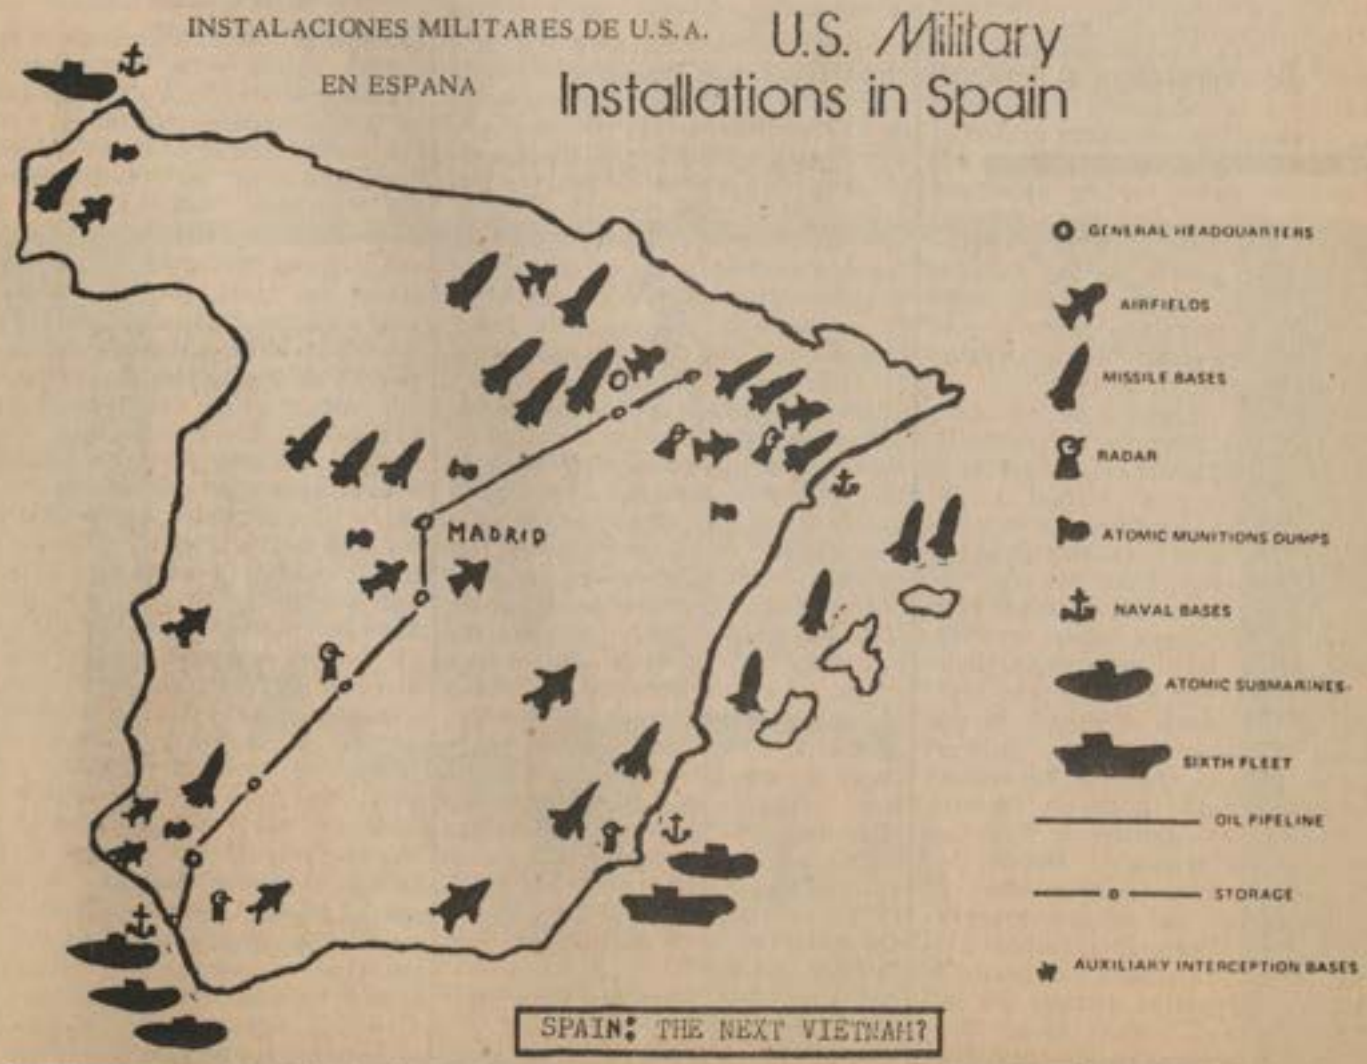 INSTALACIONES MILITARES DE U.S.A.
EN ESPANA
U.S. Military
Installations in Spain
GENERAL HEADQUARTERS
AIRFIELDS
MISSILE BASES
RADAR
ATOMIC MUNITIONS DUMPS
NAVAL BASES
ATOMIC SUBMARINES
SIXTH FLEET
OIL PIPELINE
STORAGE
AUXILIARY INTERCEPTION BASES
MADRID
SPAIN: THE NEXT VIETNAM?